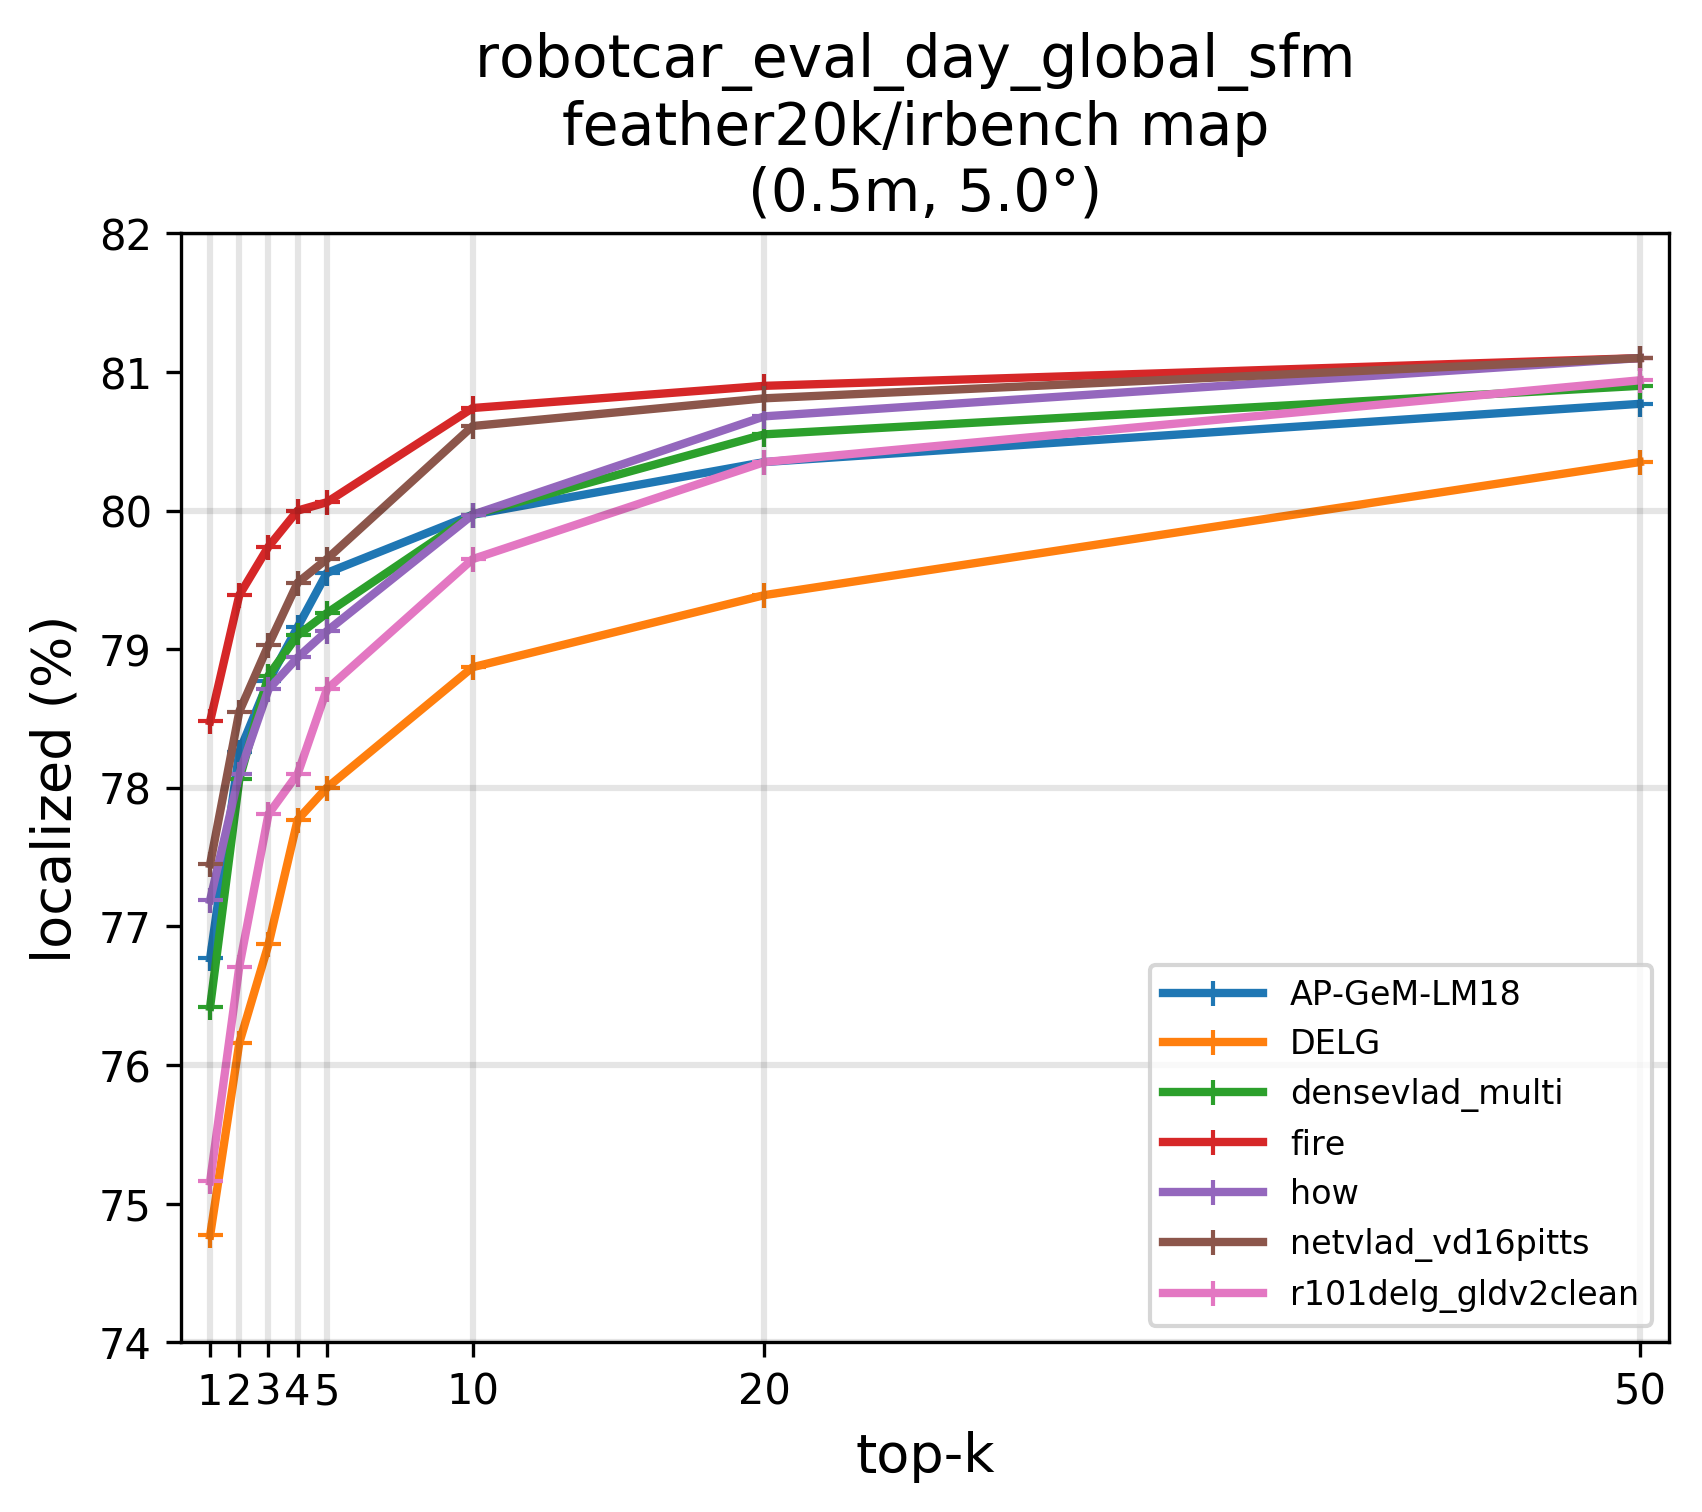 robotcar_eval_day_global_sfm
feather20k/irbench map
(0.5m, 5.0°)
82
81
80
79
78
77
76
75
74
localized (%)
1 2 3 4 5 10 20 50
top-k
AP-GeM-LM18
DELG
densevlad_multi
fire
how
netvlad_vd16pitts
r101delg_gldv2clean